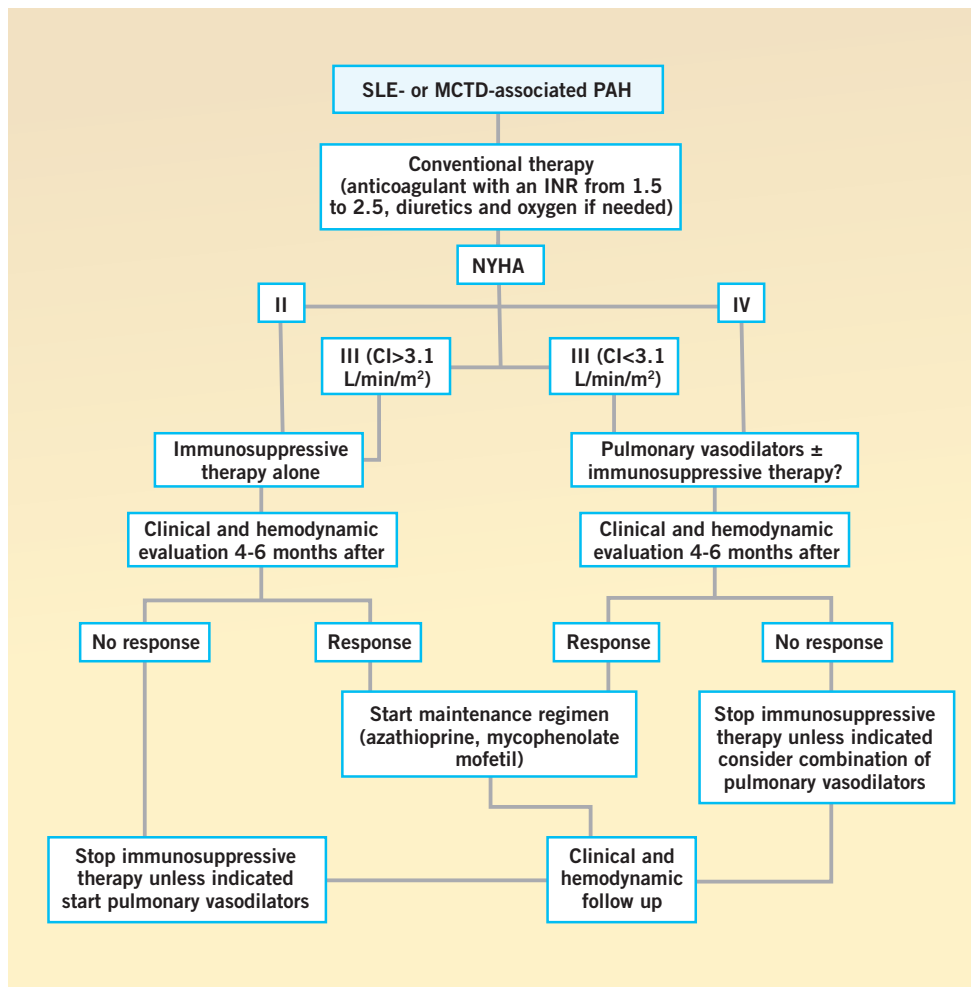 SLE- or MCTD-associated PAH
Conventional therapy
(anticoagulant with an INR from 1.5
to 2.5, diuretics and oxygen if needed)
NYHA
II
IV
III (CI>3.1
L/min/m²)
III (CI<3.1
L/min/m²)
Immunosuppressive
therapy alone
Pulmonary vasodilators ±
immunosuppressive therapy?
Clinical and hemodynamic
evaluation 4-6 months after
Clinical and hemodynamic
evaluation 4-6 months after
No response
Response
Response
No response
Start maintenance regimen
(azathioprine, mycophenolate
mofetil)
Stop immunosuppressive
therapy unless indicated
consider combination of
pulmonary vasodilators
Stop immunosuppressive
therapy unless indicated
start pulmonary vasodilators
Clinical and
hemodynamic
follow up